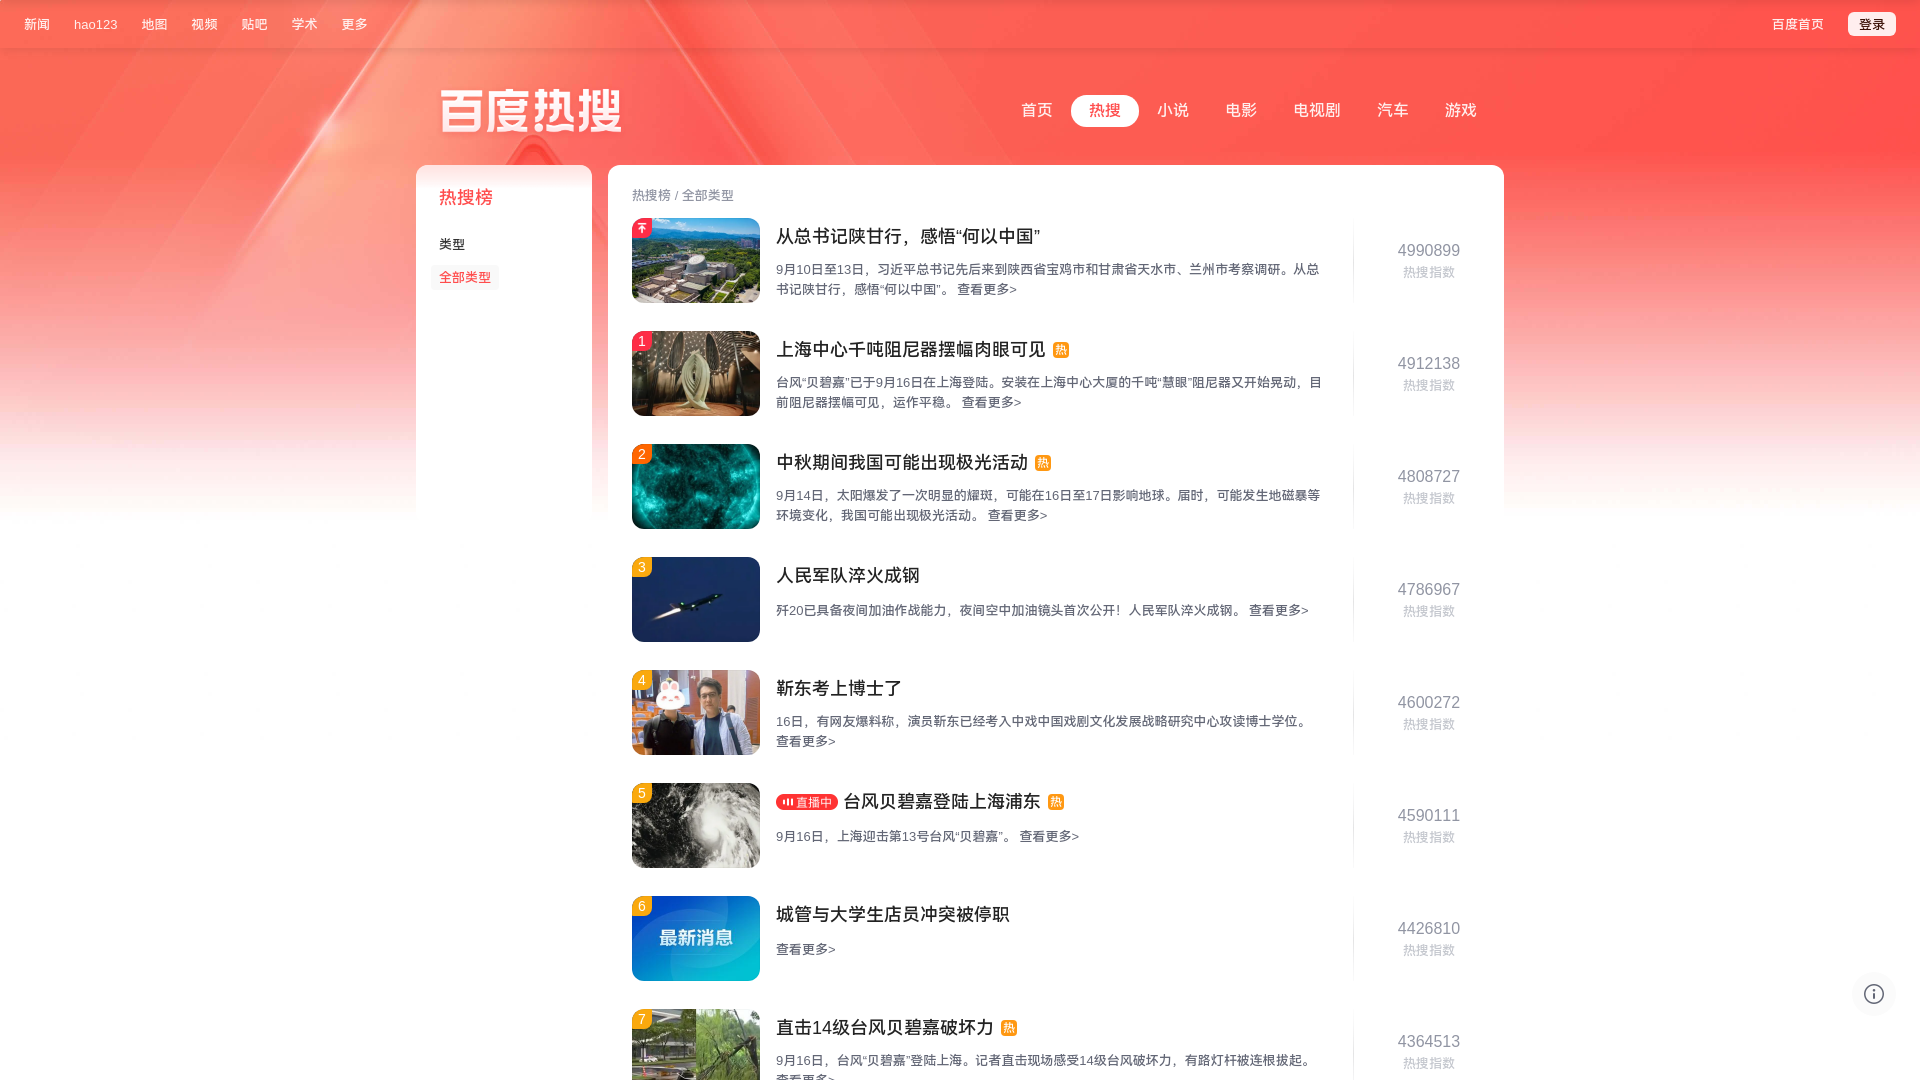 新闻 hao123 地图 视频 贴吧 学术 更多 百度首页 登录
百度热搜
首页 热搜 小说 电影 电视剧 汽车 游戏
热搜榜
类型
全部类型
热搜榜 / 全部类型
从总书记陕甘行，感悟“何以中国”
9月10日至13日，习近平总书记先后来到陕西省宝鸡市和甘肃省天水市、兰州市考察调研。从总
书记陕甘行，感悟“何以中国”。 查看更多>
4990899
热搜指数
1
上海中心千吨阻尼器摆幅肉眼可见 热
台风“贝碧嘉”已于9月16日在上海登陆。安装在上海中心大厦的千吨“慧眼”阻尼器又开始晃动，目
前阻尼器摆幅可见，运作平稳。 查看更多>
4912138
热搜指数
2
中秋期间我国可能出现极光活动 热
9月14日，太阳爆发了一次明显的耀斑，可能在16日至17日影响地球。届时，可能发生地磁暴等
环境变化，我国可能出现极光活动。 查看更多>
4808727
热搜指数
3
人民军队淬火成钢
歼20已具备夜间加油作战能力，夜间空中加油镜头首次公开！人民军队淬火成钢。 查看更多>
4786967
热搜指数
4
靳东考上博士了
16日，有网友爆料称，演员靳东已经考入中戏中国戏剧文化发展战略研究中心攻读博士学位。
查看更多>
4600272
热搜指数
5
直播中 台风贝碧嘉登陆上海浦东 热
9月16日，上海迎击第13号台风“贝碧嘉”。 查看更多>
4590111
热搜指数
6
最新消息
城管与大学生店员冲突被停职
查看更多>
4426810
热搜指数
7
直击14级台风贝碧嘉破坏力 热
9月16日，台风“贝碧嘉”登陆上海。记者直击现场感受14级台风破坏力，有路灯杆被连根拔起。
查看更多>
4364513
热搜指数